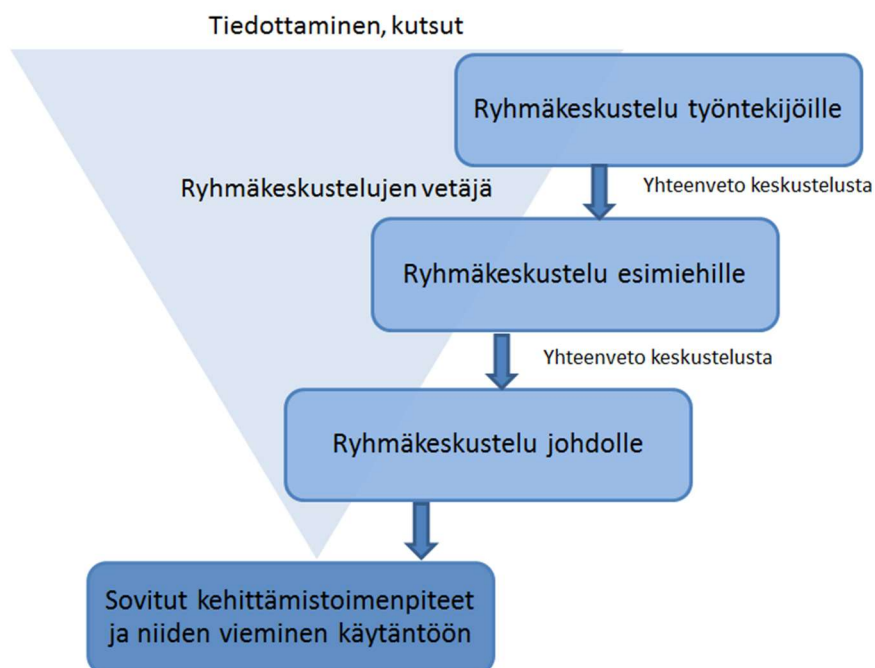 Tiedottaminen, kutsut
Ryhmäkeskustelu työntekijöille
Ryhmäkeskustelujen vetäjä
Yhteenveto keskustelusta
Ryhmäkeskustelu esimiehille
Yhteenveto keskustelusta
Ryhmäkeskustelu johdolle
Sovitut kehittämistoimenpiteet
ja niiden vieminen käytäntöön